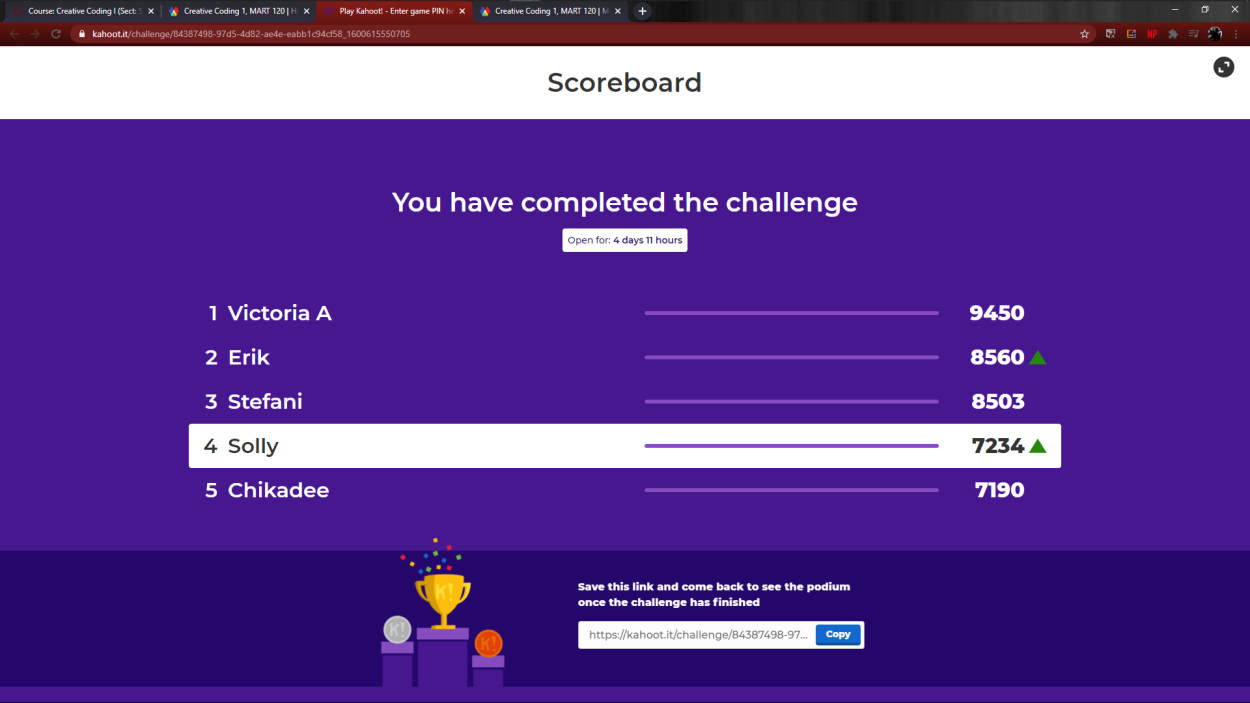 Course: Creative Coding I (Sect:
Creative Coding 1, MART 120 | H
Play Kahoot! - Enter game PIN h
Creative Coding 1, MART 120 | M
kahoot.it/challenge/84387498-97d5-4d82-ae4e-eabb1c94cf58_1600615550705
NP
Scoreboard
You have completed the challenge
Open for: 4 days 11 hours
1 Victoria A 9450
2 Erik 8560
3 Stefani 8503
4 Solly 7234
5 Chikadee 7190
K!
K!
K!
Save this link and come back to see the podium
once the challenge has finished
https://kahoot.it/challenge/84387498-97... Copy